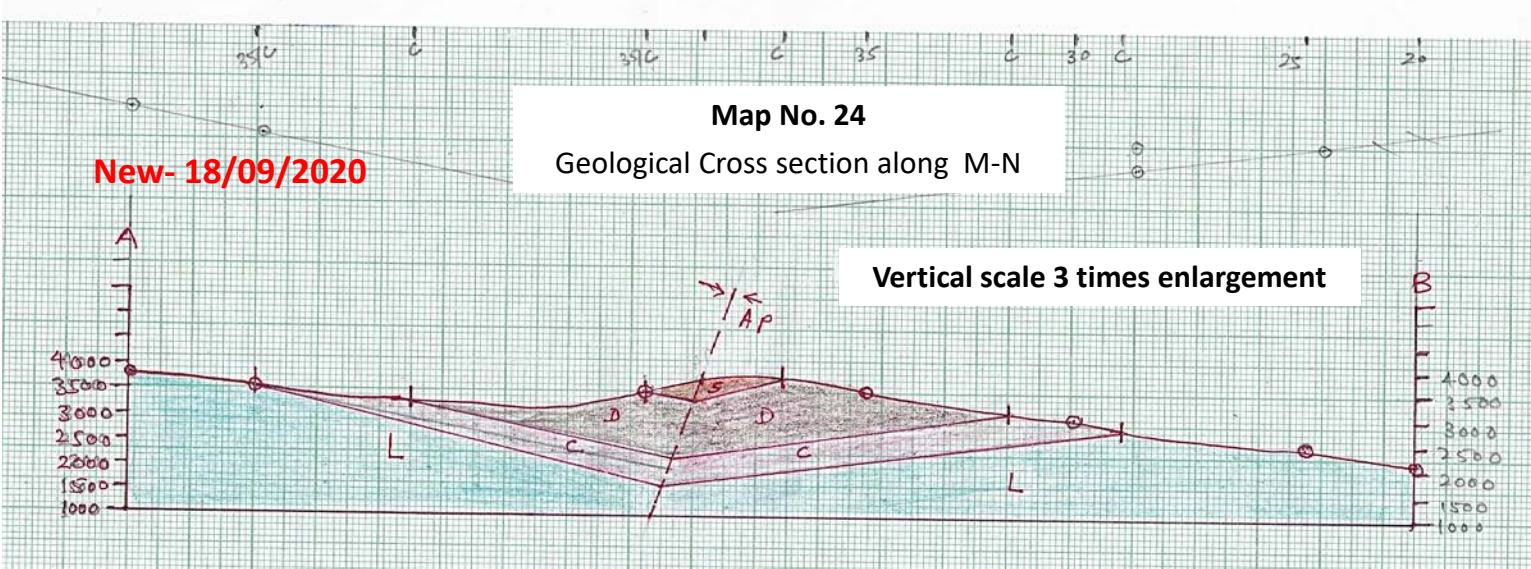 35/C C 35/C C 35 C 30 C 25 20
Map No. 24
Geological Cross section along M-N
New- 18/09/2020
Vertical scale 3 times enlargement
A
B
AP
4000
3500
3000
2500
2000
1500
1000
S
D D
C C
L L
4000
3500
3000
2500
2000
1500
1000